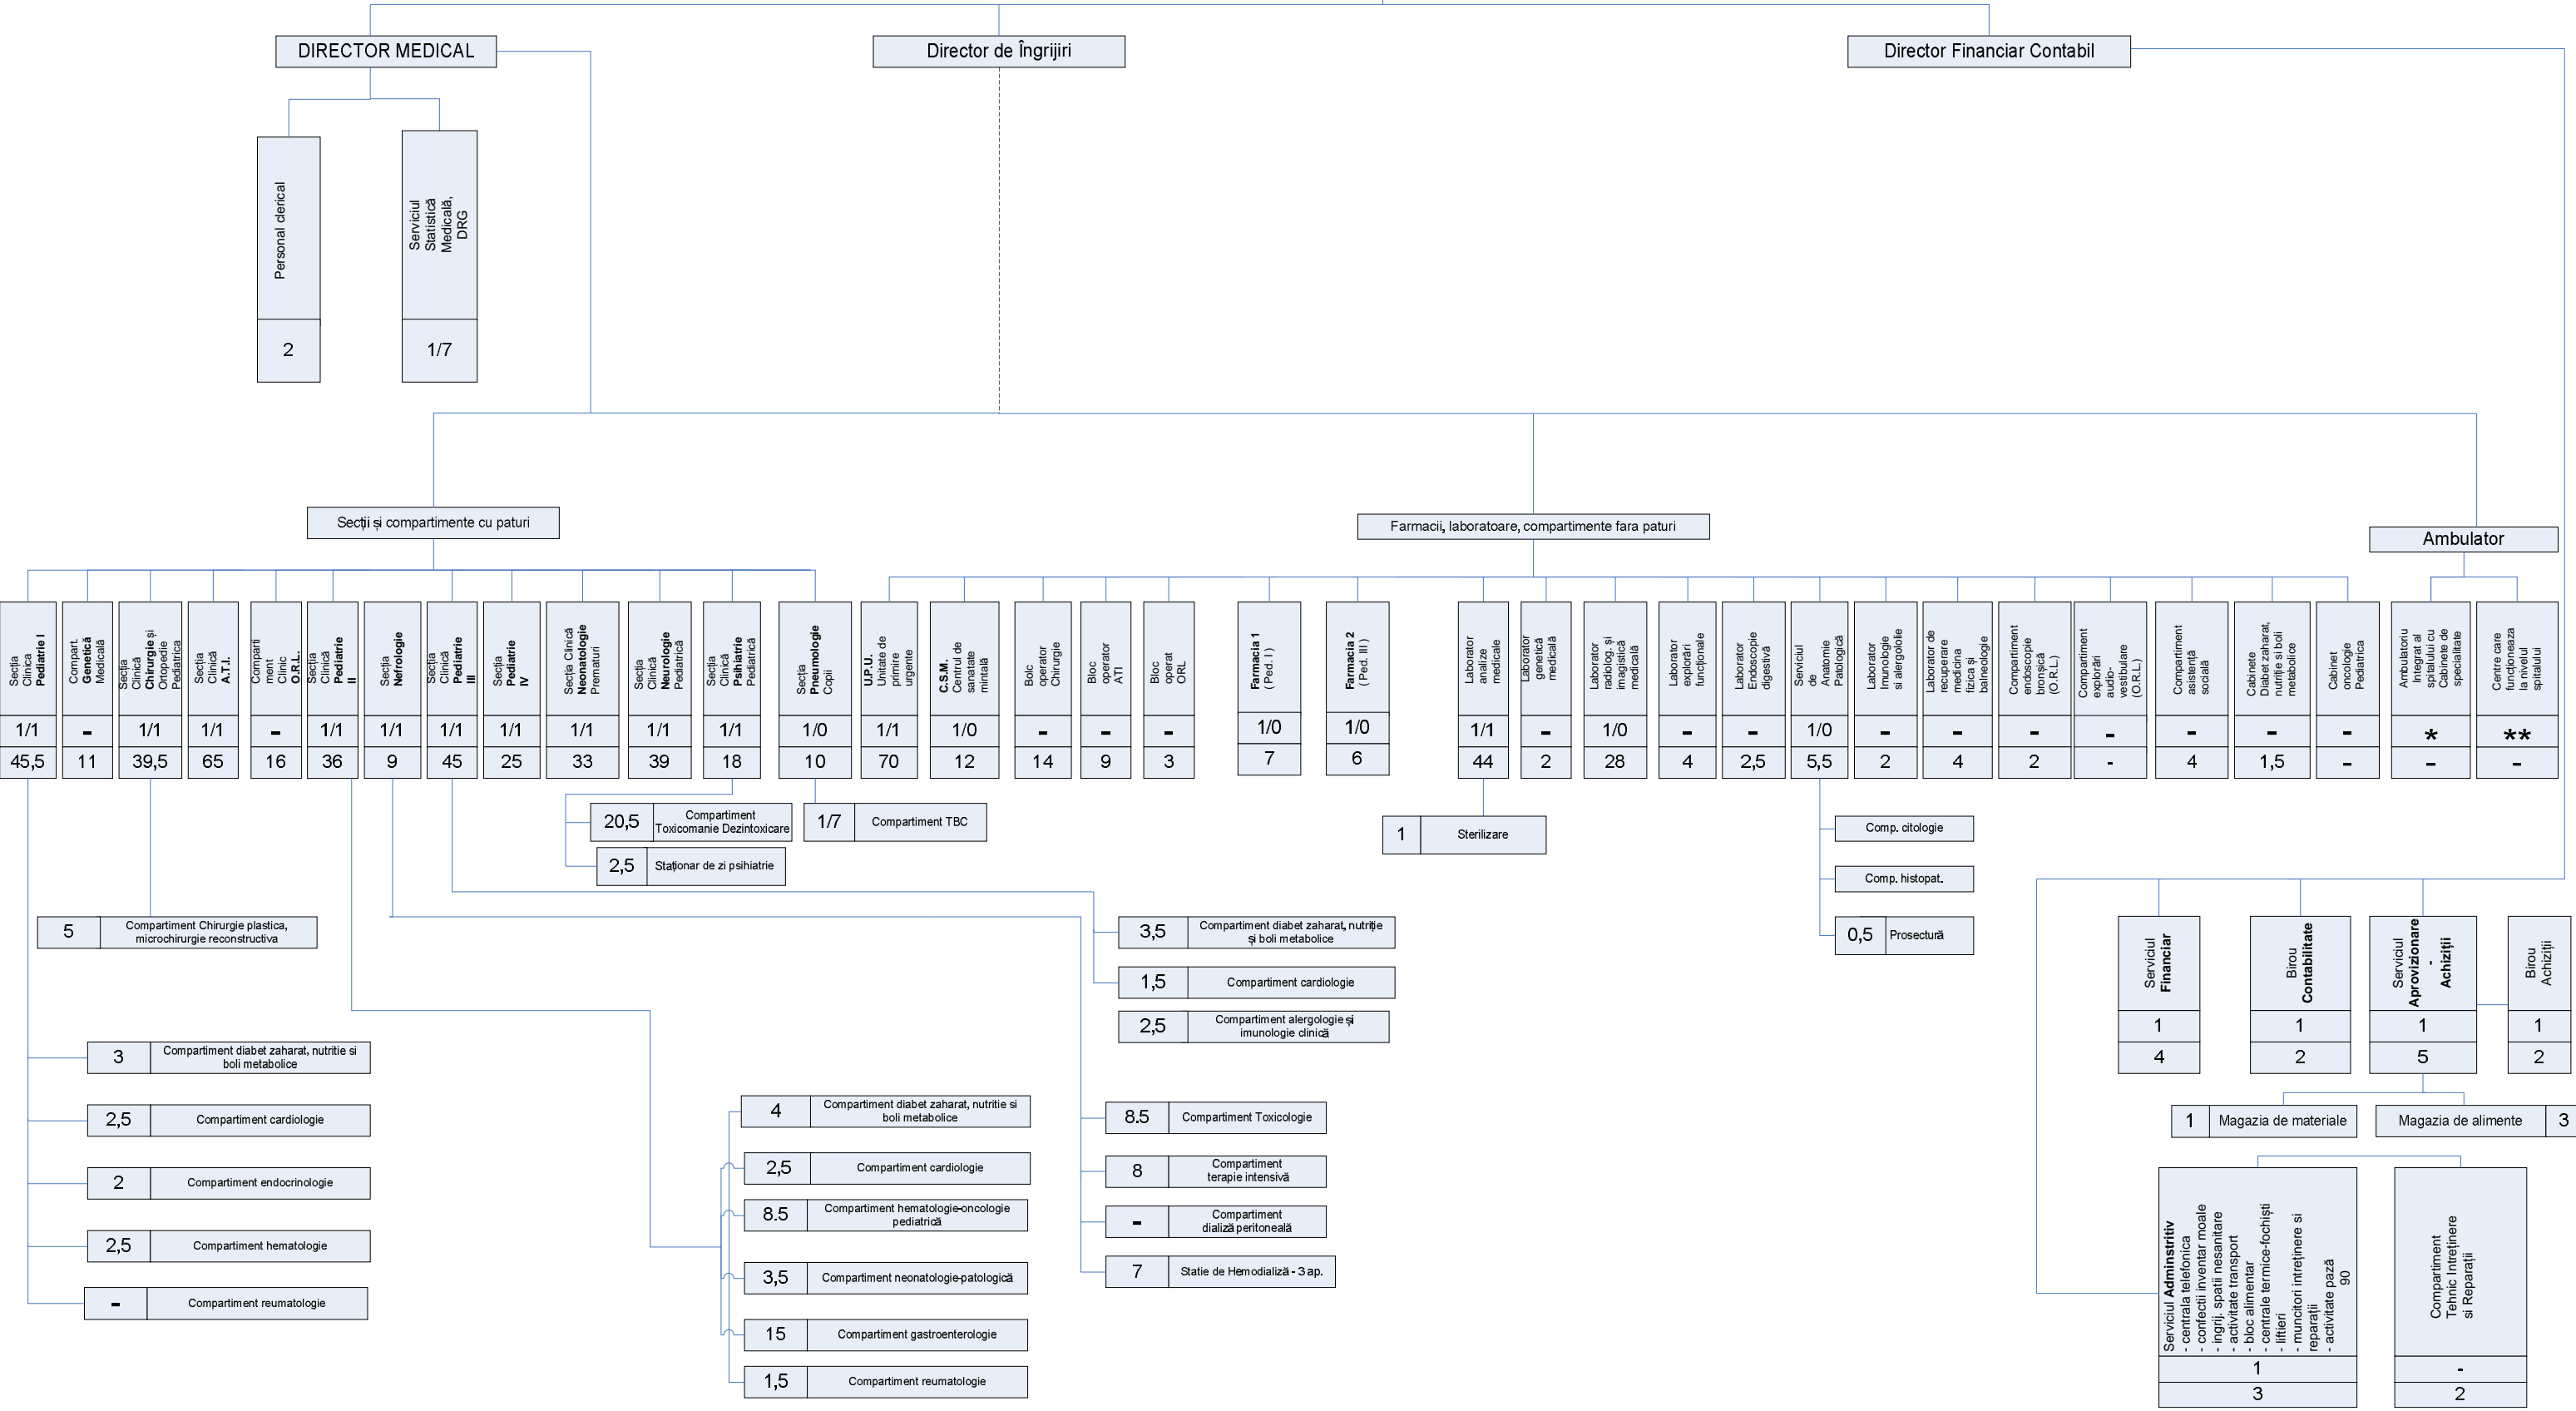 DIRECTOR MEDICAL
Director de Îngrijiri
Director Financiar Contabil
Personal clerical
2
Serviciul
Statistică
Medicală,
DRG
1/7
Secții și compartimente cu paturi
Farmacii, laboratoare, compartimente fara paturi
Ambulator
Secția
Clinica
Pediatrie I
1/1
45,5
Compart.
Genetică
Medicală
-
11
Secția
Clinică
Chirurgie și
Ortopedie
Pediatrica
1/1
39,5
Secția
Clinică
A.T.I.
1/1
65
Comparti
ment
Clinic
O.R.L.
-
16
Secția
Clinică
Pediatrie
II
1/1
36
Secția
Nefrologie
1/1
9
Secția
Clinică
Pediatrie
III
1/1
45
Secția
Pediatrie
IV
1/1
25
Secția Clinică
Neonatologie
Prematuri
1/1
33
Secția
Clinică
Neurologie
Pediatrică
1/1
39
Secția
Clinică
Psihiatrie
Pediatrică
1/1
18
Secția
Pneumologie
Copii
1/0
10
U.P.U.
Unitate de
primire
urgente
1/1
70
C.S.M.
Centrul de
sanatate
mintală
1/0
12
Bolc
operator
Chirurgie
-
14
Bloc
operator
ATI
-
9
Bloc
operat
ORL
-
3
Farmacia 1
( Ped. I )
1/0
7
Farmacia 2
( Ped. III )
1/0
6
Laborator
analize
medicale
1/1
44
Laborator
genetică
medicală
-
2
Laborator
radiolog. și
imagistică
medicală
1/0
28
Laborator
explorări
funcționale
-
4
Laborator
Endoscopie
digestivă
-
2,5
Serviciul
de
Anatomie
Patologică
1/0
5,5
Laborator
Imunologie
si alergolofie
-
2
Laborator de
recuperare
medicina
fizica și
balneologie
-
4
Compartiment
endoscopie
bronșică
(O.R.L.)
-
2
Compartiment
explorări
audio-
vestibulare
(O.R.L.)
-
-
Compartiment
asistență
socială
-
4
Cabinete
Diabet zaharat,
nutriție si boli
metabolice
-
1,5
Cabinet
oncologie
Pediatrica
-
-
Ambulatoriu
Integrat al
spitalului cu
Cabinete de
specialitate
*
-
Centre care
funcționeaza
la nivelul
spitalului
**
-
20,5
Compartiment
Toxicomanie Dezintoxicare
2,5
Staționar de zi psihiatrie
1/7
Compartiment TBC
1
Sterilizare
Comp. citologie
Comp. histopat.
0,5
Prosectură
5
Compartiment Chirurgie plastica,
microchirurgie reconstructiva
3,5
Compartiment diabet zaharat, nutriție
și boli metabolice
1,5
Compartiment cardiologie
2,5
Compartiment alergologie și
imunologie clinică
3
Compartiment diabet zaharat, nutritie si
boli metabolice
2,5
Compartiment cardiologie
2
Compartiment endocrinologie
2,5
Compartiment hematologie
-
Compartiment reumatologie
4
Compartiment diabet zaharat, nutritie si
boli metabolice
2,5
Compartiment cardiologie
8.5
Compartiment hematologie-oncologie
pediatrică
3,5
Compartiment neonatologie-patologică
15
Compartiment gastroenterologie
1,5
Compartiment reumatologie
8.5
Compartiment Toxicologie
8
Compartiment
terapie intensivă
-
Compartiment
dializă peritoneală
7
Statie de Hemodializă - 3 ap.
Serviciul
Financiar
1
4
Birou
Contabilitate
1
2
Serviciul
Aprovizionare
-
Achiziții
1
5
Birou
Achiziții
1
2
1
Magazia de materiale
Magazia de alimente
3
Serviciul Adminstritiv
- centrala telefonica
- confectii inventar moale
- ingrij. spatii nesanitare
- activitate transport
- bloc alimentar
- centrale termice-fochiști
- liftieri
- muncitori intreținere si
reparații
- activitate pază
90
1
3
Compartiment
Tehnic Intreținere
si Reparații
-
2